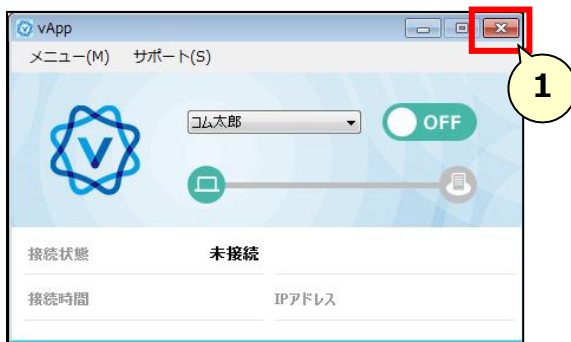 vApp
メニュー(M) サポート(S)
1
コム太郎 OFF
接続状態 未接続
接続時間 IPアドレス